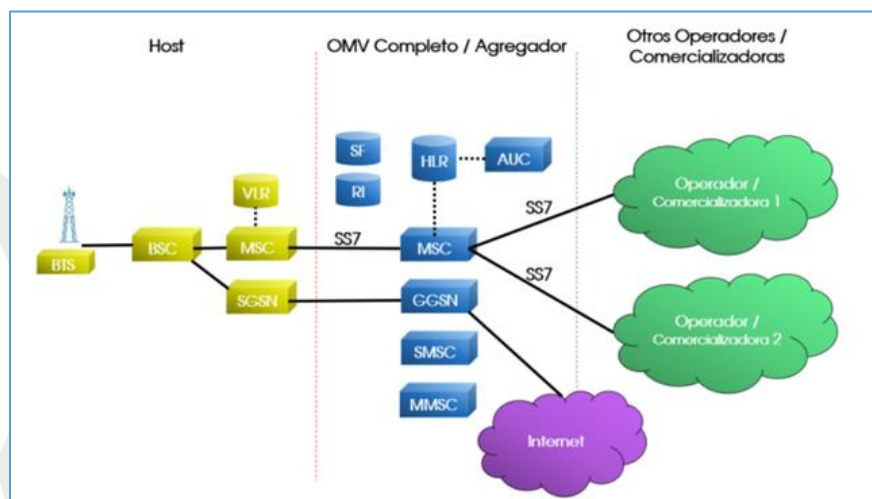 Host
OMV Completo / Agregador
Otros Operadores /
Comercializadoras
SF
RI
HLR
AUC
VLR
BTS
BSC
MSC
SS7
MSC
SS7
SS7
SGSN
GGSN
SMSC
MMSC
Operador /
Comercializadora 1
Operador /
Comercializadora 2
Internet